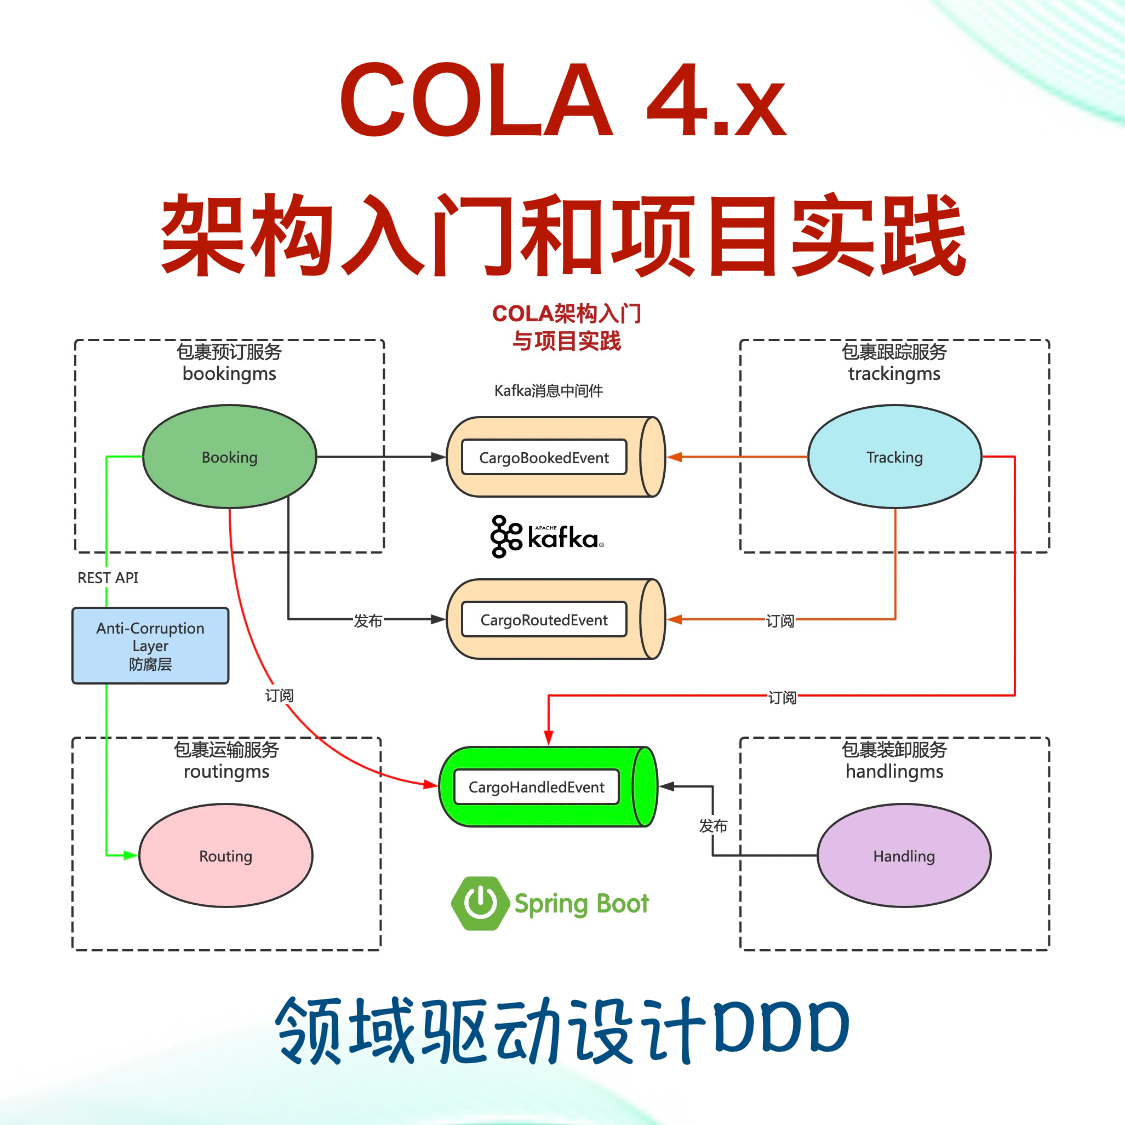 COLA 4.x
架构入门和项目实践
COLA架构入门
与项目实践
包裹预订服务
bookingms
Booking
Kafka消息中间件
CargoBookedEvent
包裹跟踪服务
trackingms
Tracking
APACHE
kafka®
REST API
Anti-Corruption
Layer
防腐层
发布
CargoRoutedEvent
订阅
订阅
订阅
包裹运输服务
routingms
Routing
CargoHandledEvent
发布
包裹装卸服务
handlingms
Handling
Spring Boot
领域驱动设计DDD